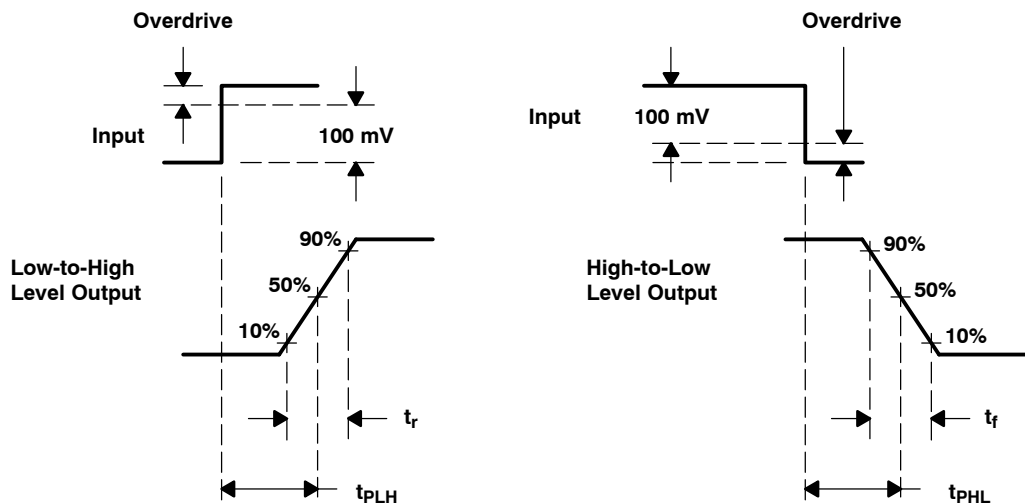 Overdrive
Input
100 mV
Low-to-High
Level Output
90%
50%
10%
tr
tPLH
Overdrive
Input
100 mV
High-to-Low
Level Output
90%
50%
10%
tf
tPHL